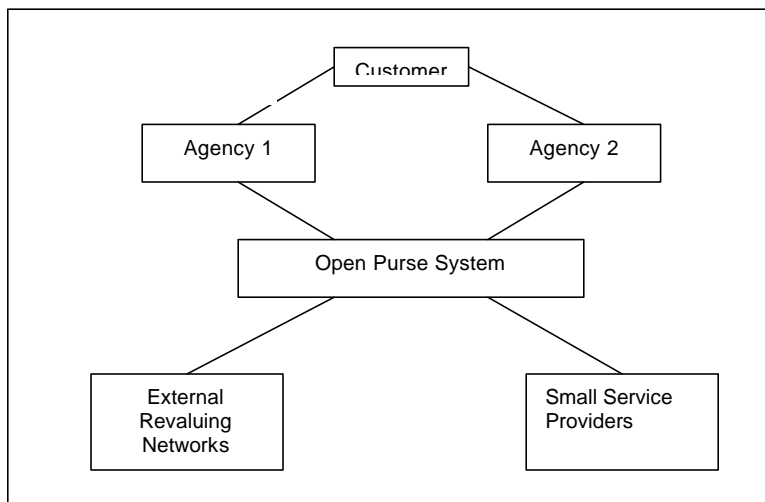 Customer
Agency 1
Agency 2
Open Purse System
External
Revaluing
Networks
Small Service
Providers